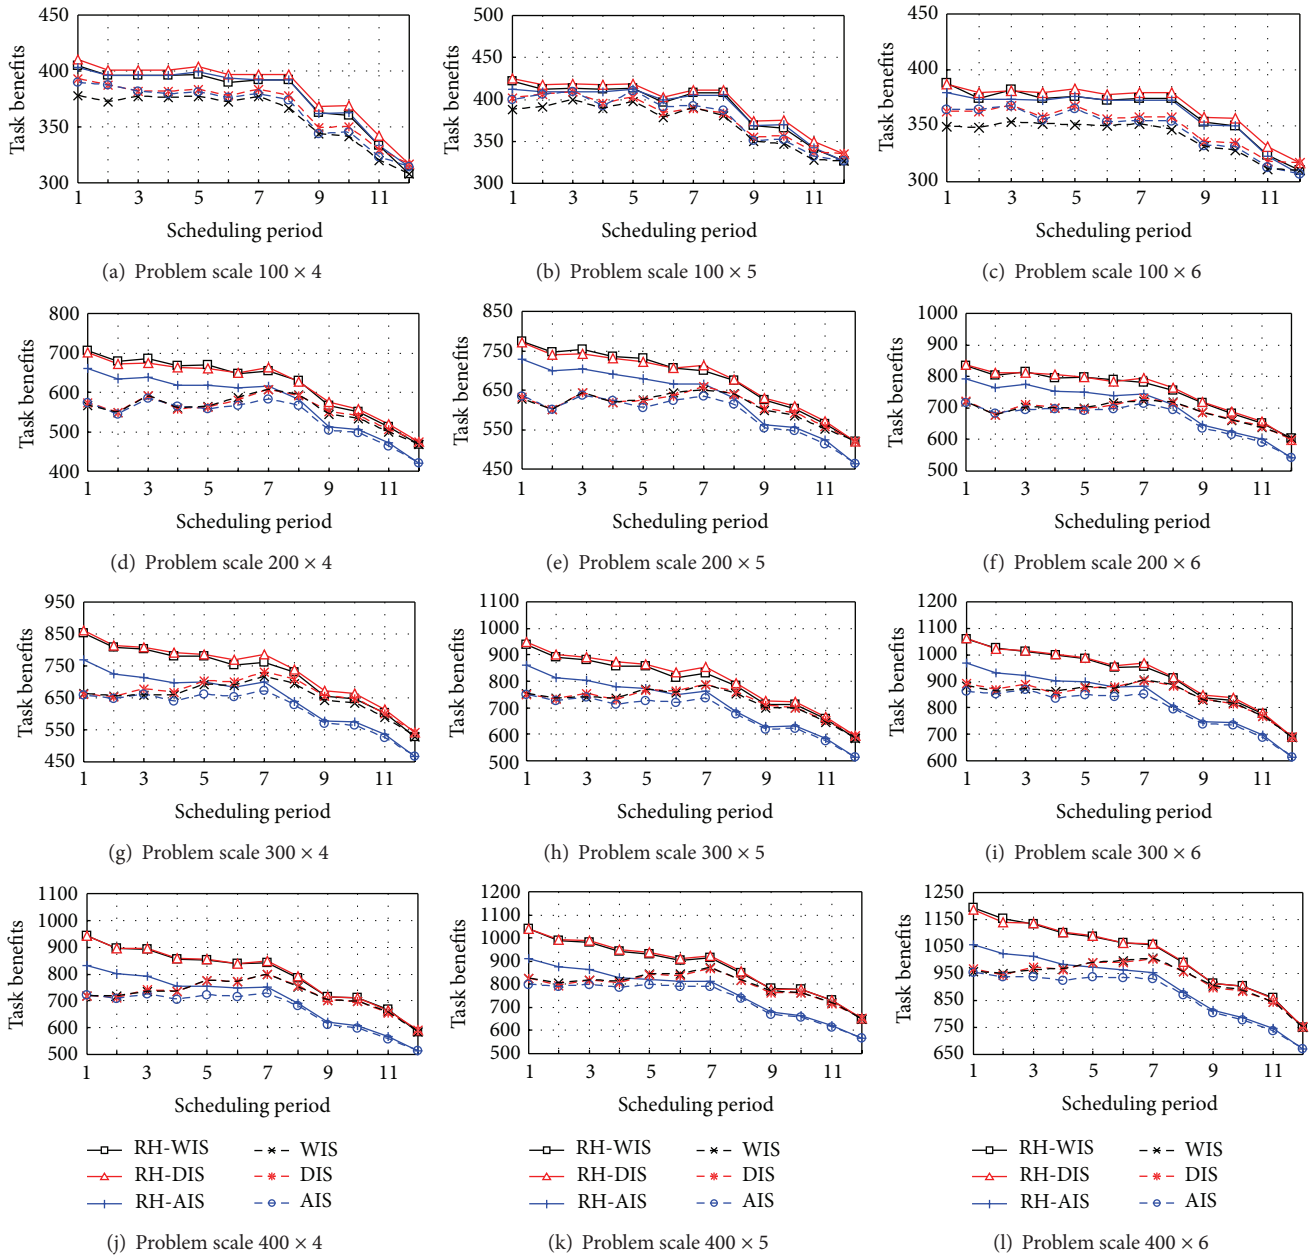 450
400
350
300
Task benefits
1 3 5 7 9 11
Scheduling period
(a) Problem scale 100 × 4
500
450
400
350
300
Task benefits
1 3 5 7 9 11
Scheduling period
(b) Problem scale 100 × 5
450
400
350
300
Task benefits
1 3 5 7 9 11
Scheduling period
(c) Problem scale 100 × 6
800
700
600
500
400
Task benefits
1 3 5 7 9 11
Scheduling period
(d) Problem scale 200 × 4
850
750
650
550
450
Task benefits
1 3 5 7 9 11
Scheduling period
(e) Problem scale 200 × 5
1000
900
800
700
600
500
Task benefits
1 3 5 7 9 11
Scheduling period
(f) Problem scale 200 × 6
950
850
750
650
550
450
Task benefits
1 3 5 7 9 11
Scheduling period
(g) Problem scale 300 × 4
1100
1000
900
800
700
600
500
Task benefits
1 3 5 7 9 11
Scheduling period
(h) Problem scale 300 × 5
1200
1100
1000
900
800
700
600
Task benefits
1 3 5 7 9 11
Scheduling period
(i) Problem scale 300 × 6
1100
1000
900
800
700
600
500
Task benefits
1 3 5 7 9 11
Scheduling period
RH-WIS WIS
RH-DIS DIS
RH-AIS AIS
(j) Problem scale 400 × 4
1200
1100
1000
900
800
700
600
500
Task benefits
1 3 5 7 9 11
Scheduling period
RH-WIS WIS
RH-DIS DIS
RH-AIS AIS
(k) Problem scale 400 × 5
1250
1150
1050
950
850
750
650
Task benefits
1 3 5 7 9 11
Scheduling period
RH-WIS WIS
RH-DIS DIS
RH-AIS AIS
(l) Problem scale 400 × 6